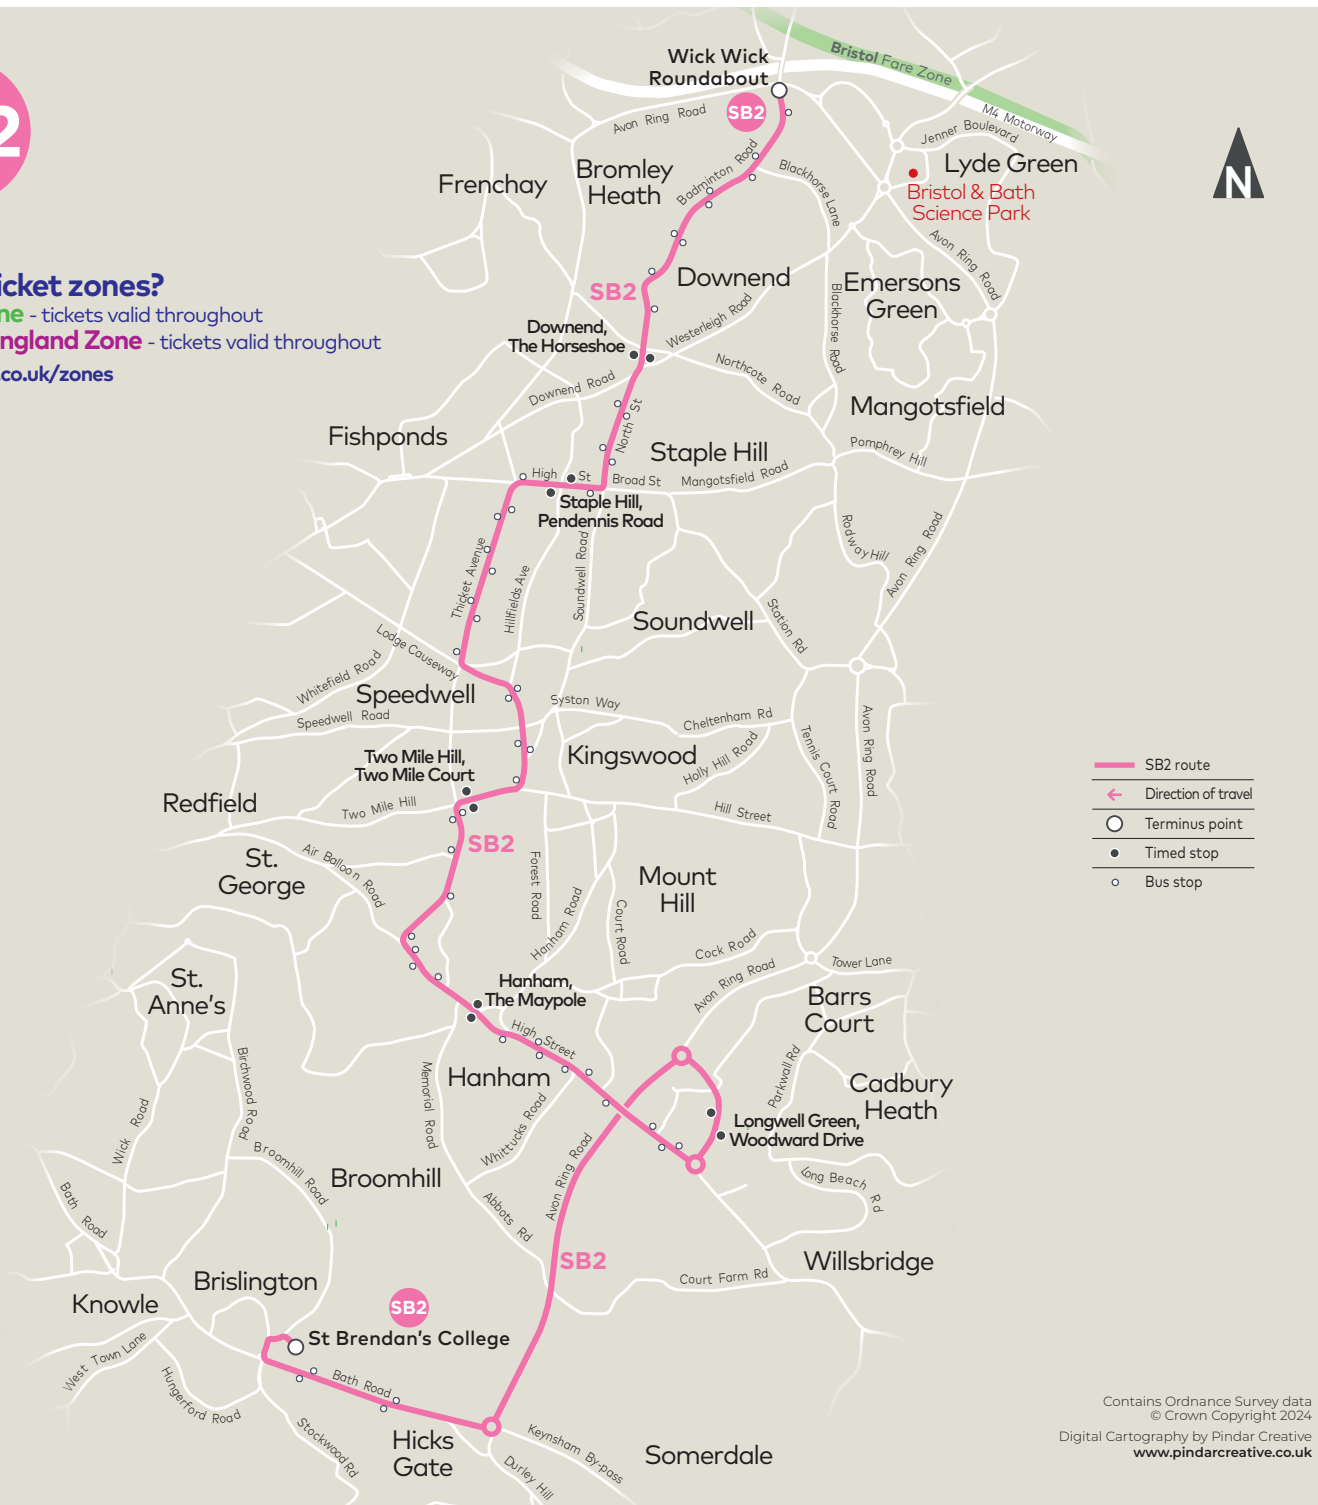 2
icket zones?
ne - tickets valid throughout
ngland Zone - tickets valid throughout
.co.uk/zones
Wick Wick
Roundabout
SB2
Bristol Fare Zone
M4 Motorway
Avon Ring Road
Jenner Boulevard
Lyde Green
Bristol & Bath
Science Park
N
Frenchay
Bromley
Heath
Badminton Road
Blackhorse Lane
Avon Ring Road
SB2
Downend
Emersons
Green
Blackhorse Road
Westerleigh Road
Downend,
The Horseshoe
Northcote Road
Downend Road
North St
Mangotsfield
Fishponds
Staple Hill
Pomphrey Hill
High St
Broad St
Mangotsfield Road
Staple Hill,
Pendennis Road
Rodway Hill
Avon Ring Road
Thicket Avenue
Hillfields Ave
Soundwell Road
Soundwell
Station Rd
Lodge Causeway
Whitefield Road
Speedwell
Speedwell Road
Syston Way
Cheltenham Rd
Avon Ring Road
Tennis Court Road
Two Mile Hill,
Two Mile Court
Kingswood
Holly Hill Road
Redfield
Two Mile Hill
Hill Street
SB2
SB2 route
Direction of travel
Terminus point
Timed stop
Bus stop
St.
George
Air Balloon Road
Forest Road
Hanham Road
Court Road
Mount
Hill
Cock Road
Avon Ring Road
Tower Lane
St.
Anne's
Hanham,
The Maypole
Barrs
Court
High Street
Birchwood Road
Memorial Road
Hanham
Parkwall Rd
Cadbury
Heath
Longwell Green,
Woodward Drive
Wick Road
Whittucks Road
Avon Ring Road
Broomhill Road
Broomhill
Long Beach Rd
Bath Road
Abbots Rd
SB2
Willsbridge
Court Farm Rd
Brislington
Knowle
SB2
St Brendan's College
West Town Lane
Hungerford Road
Bath Road
Stockwood Rd
Hicks
Gate
Keynsham By-pass
Durley Hill
Somerdale
Contains Ordnance Survey data
© Crown Copyright 2024
Digital Cartography by Pindar Creative
www.pindarcreative.co.uk